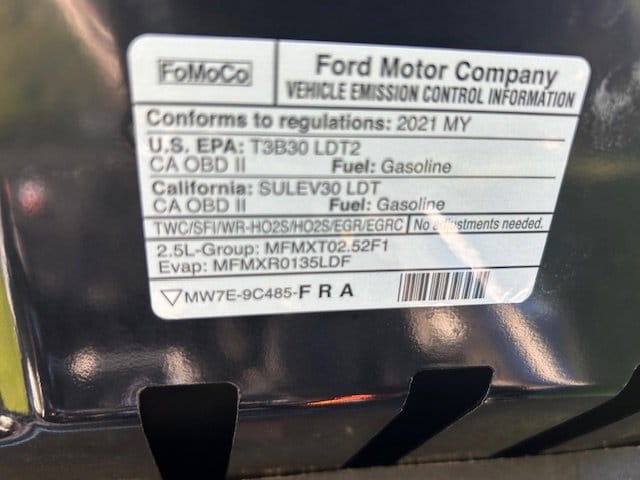 FoMoCo
Ford Motor Company
VEHICLE EMISSION CONTROL INFORMATION
Conforms to regulations: 2021 MY
U.S. EPA: T3B30 LDT2
CA OBD II Fuel: Gasoline
California: SULEV30 LDT
CA OBD II Fuel: Gasoline
TWC/SFI/WR-HO2S/HO2S/EGR/EGRC No adjustments needed.
2.5L-Group: MFMXT02.52F1
Evap: MFMXR0135LDF
MW7E-9C485-F R A